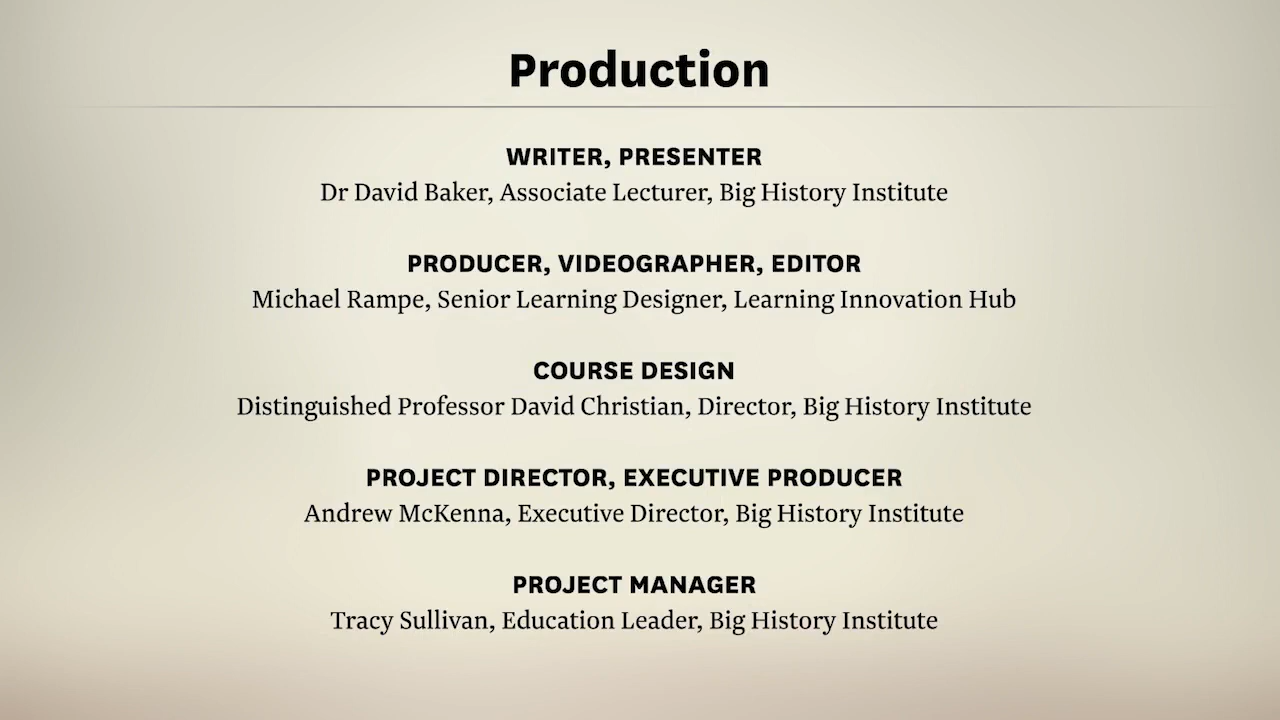 Production
WRITER, PRESENTER
Dr David Baker, Associate Lecturer, Big History Institute
PRODUCER, VIDEOGRAPHER, EDITOR
Michael Rampe, Senior Learning Designer, Learning Innovation Hub
COURSE DESIGN
Distinguished Professor David Christian, Director, Big History Institute
PROJECT DIRECTOR, EXECUTIVE PRODUCER
Andrew McKenna, Executive Director, Big History Institute
PROJECT MANAGER
Tracy Sullivan, Education Leader, Big History Institute